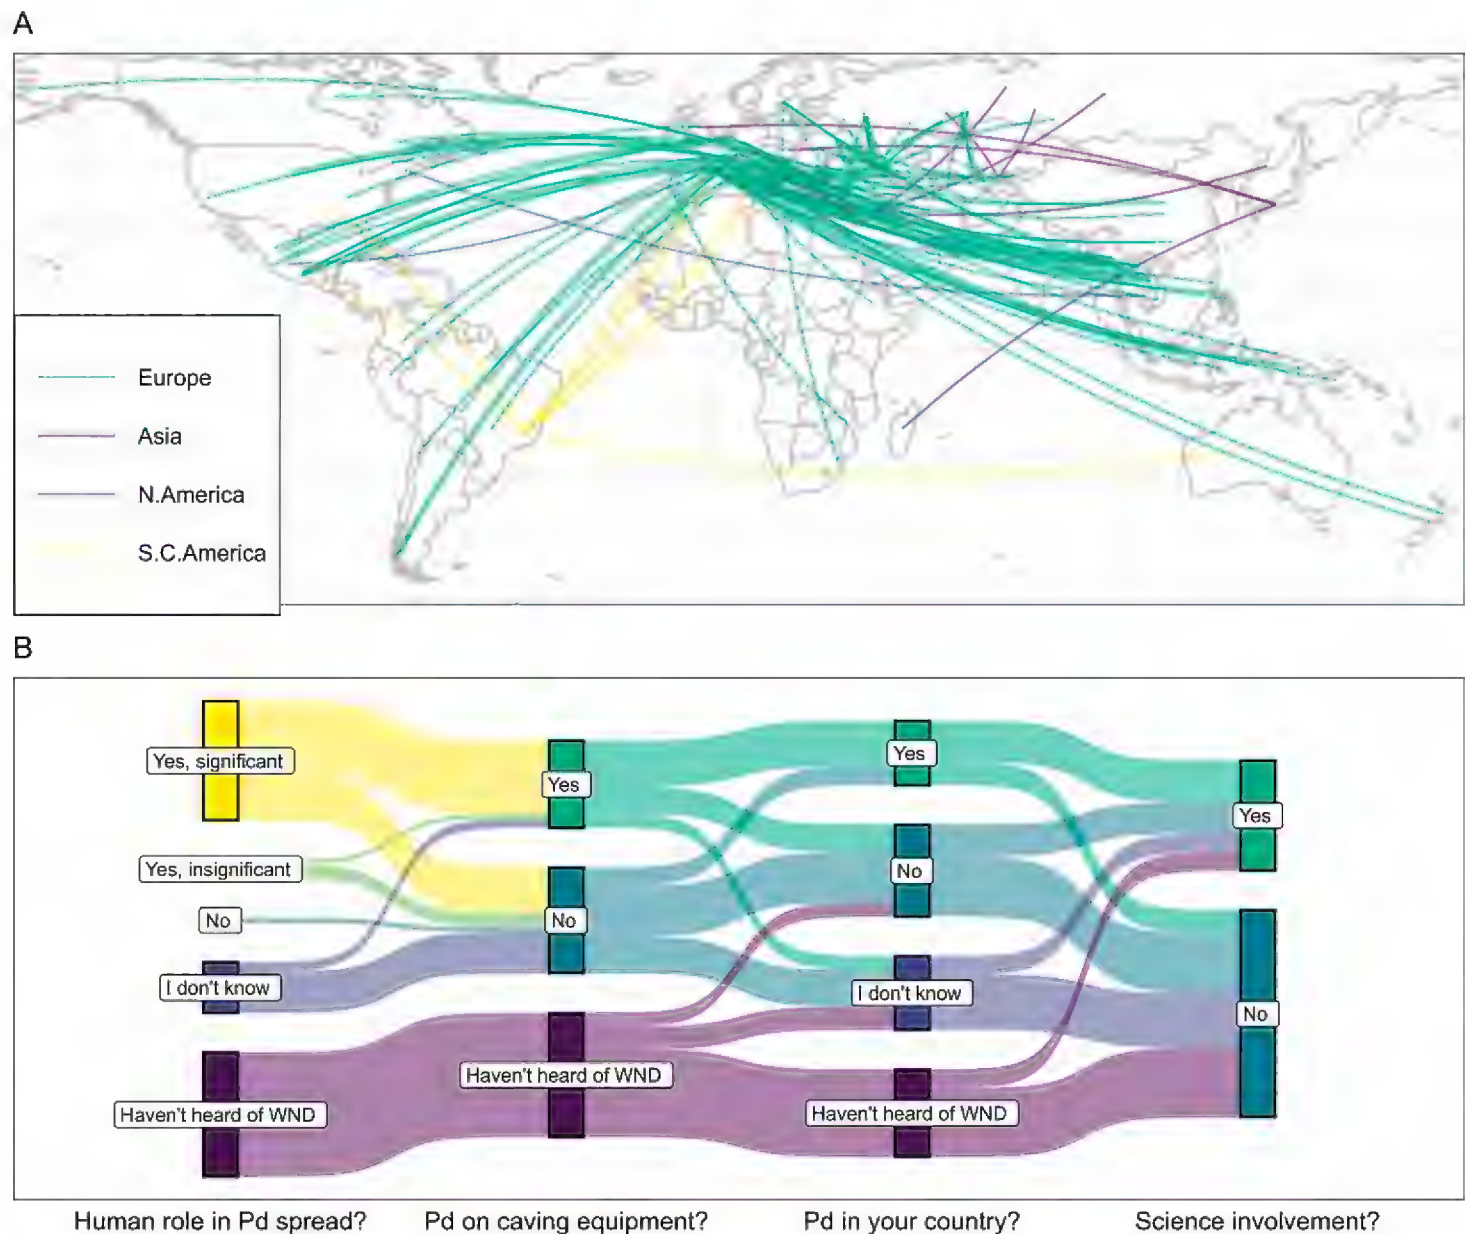 A
Europe
Asia
N.America
S.C.America
B
Yes, significant
Yes, insignificant
No
I don't know
Haven't heard of WND
Yes
No
Haven't heard of WND
Yes
No
I don't know
Haven't heard of WND
Yes
No
Human role in Pd spread?
Pd on caving equipment?
Pd in your country?
Science involvement?